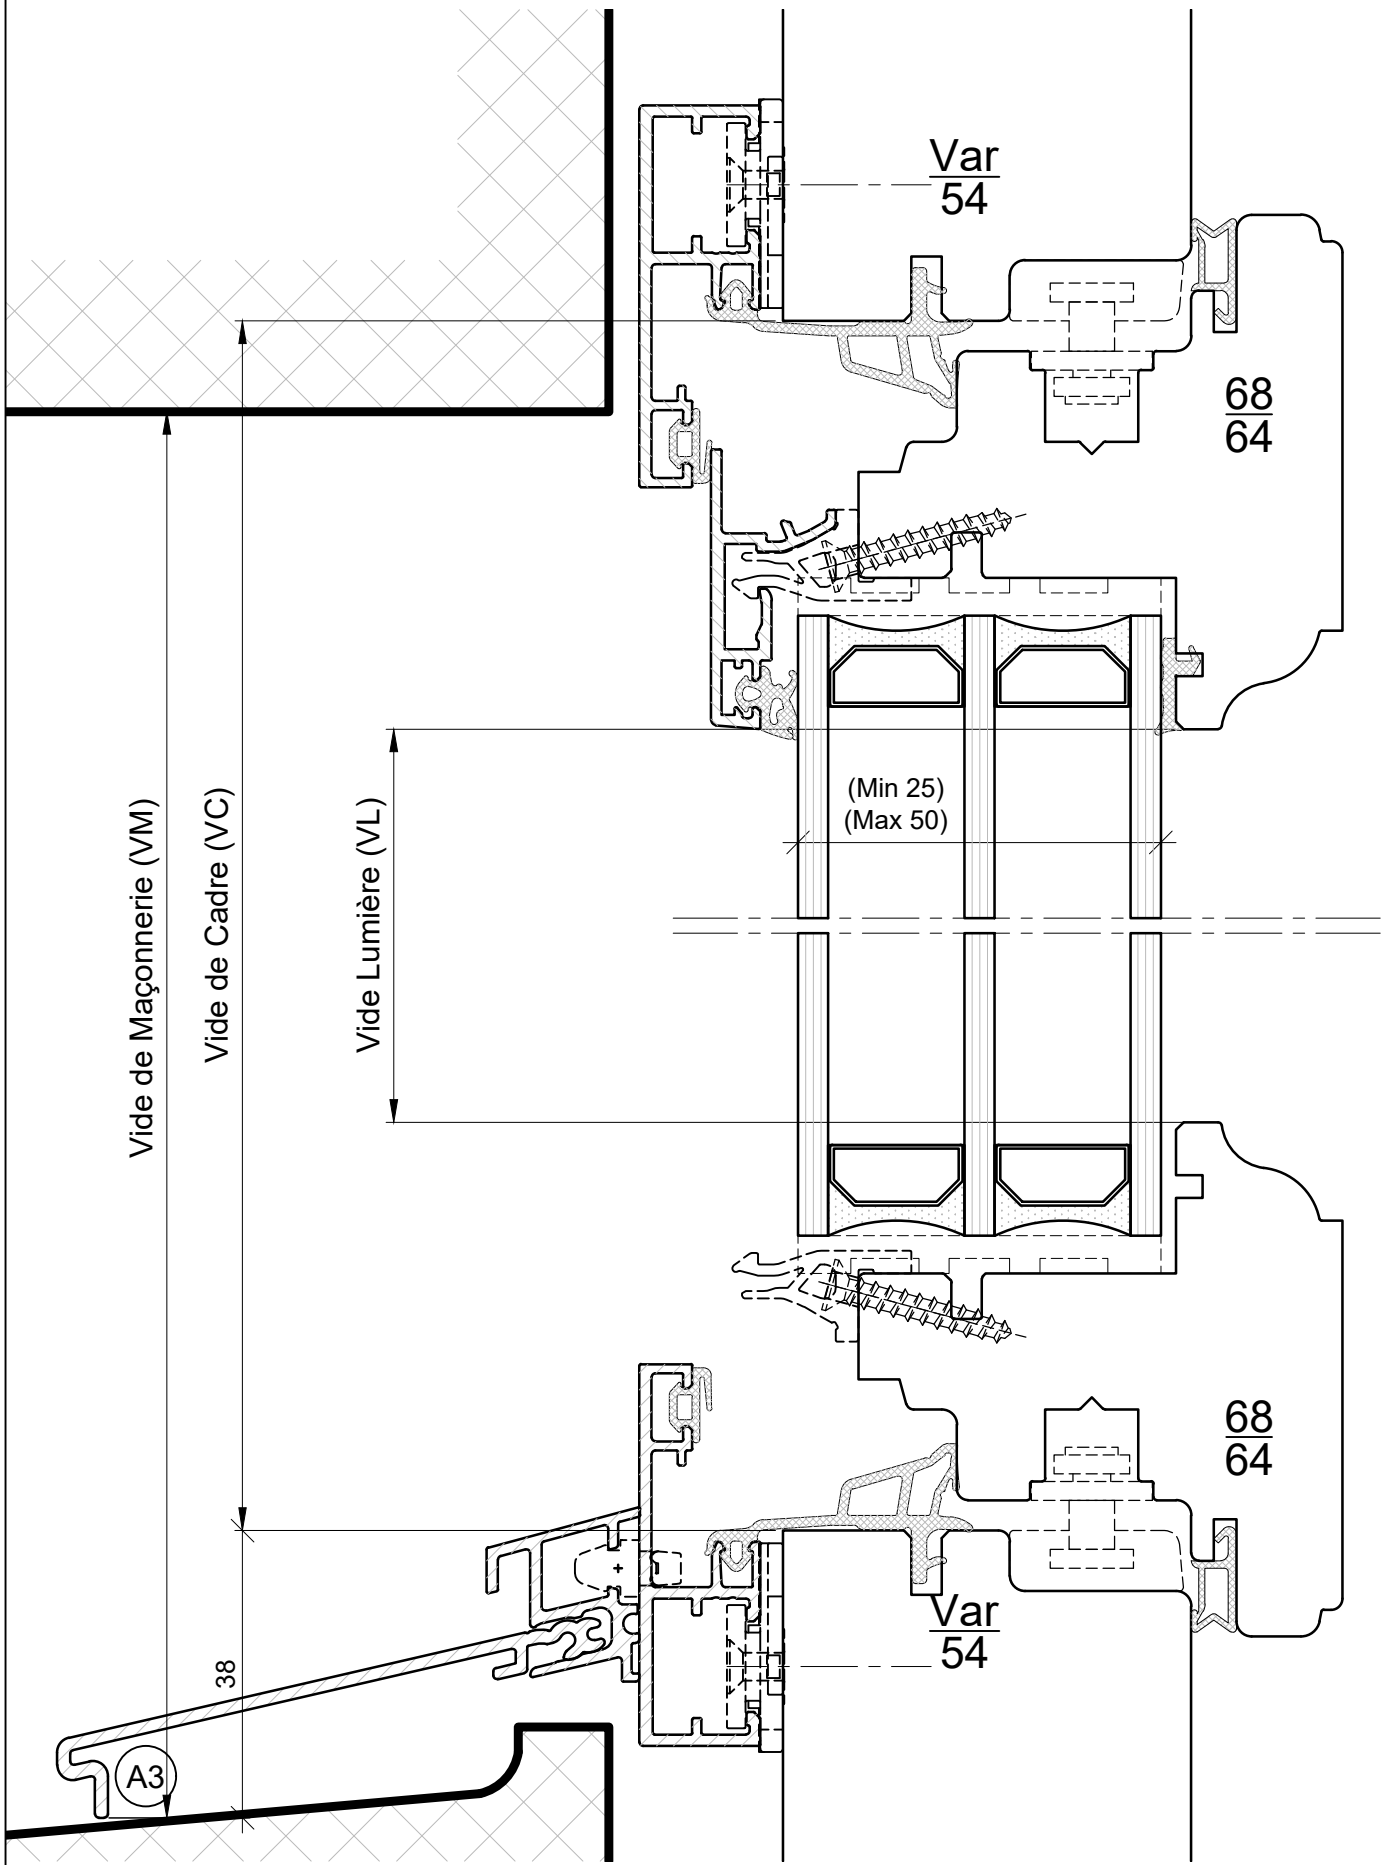 Var
54
68
64
(Min 25)
(Max 50)
Vide de Maçonnerie (VM)
Vide de Cadre (VC)
Vide Lumière (VL)
68
64
Var
54
38
A3